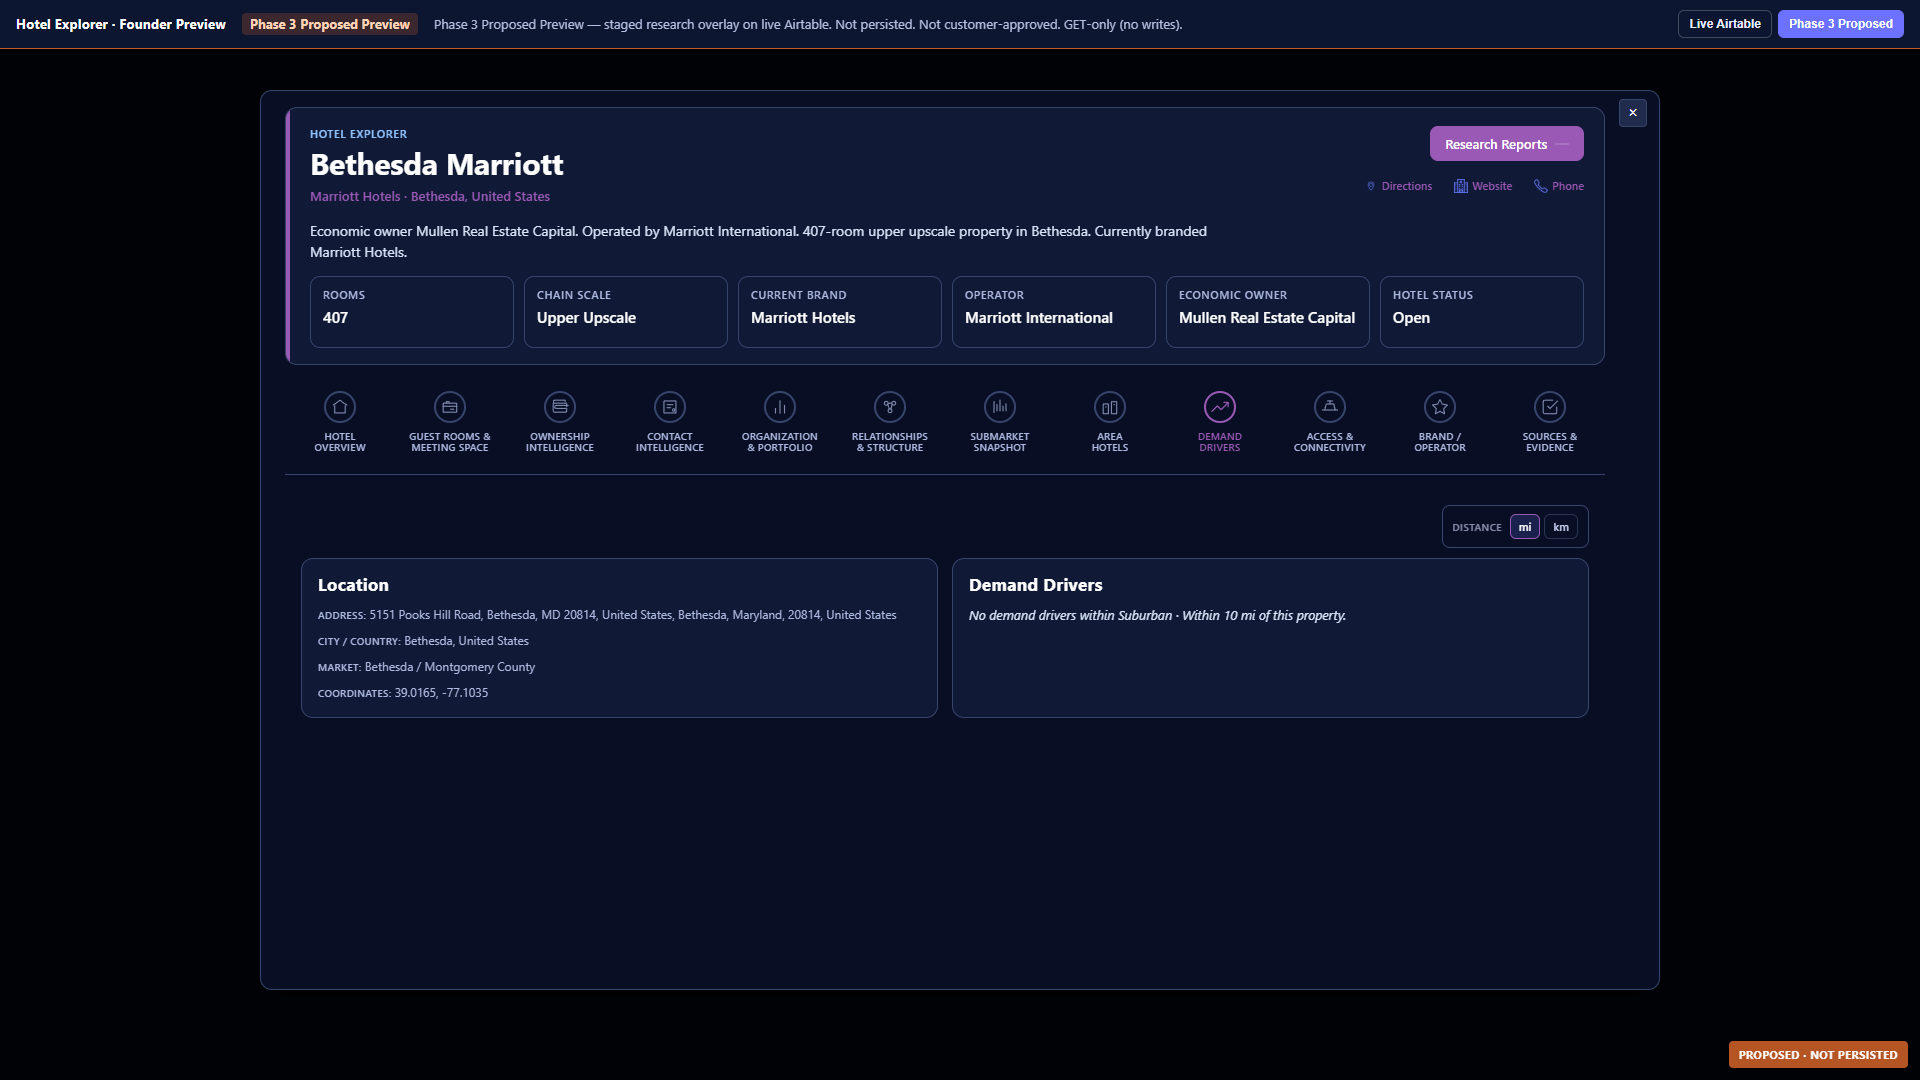 Hotel Explorer · Founder Preview
Phase 3 Proposed Preview
Phase 3 Proposed Preview — staged research overlay on live Airtable. Not persisted. Not customer-approved. GET-only (no writes).
Live Airtable
Phase 3 Proposed
×
HOTEL EXPLORER
Bethesda Marriott
Marriott Hotels · Bethesda, United States
Research Reports —
Directions
Website
Phone
Economic owner Mullen Real Estate Capital. Operated by Marriott International. 407-room upper upscale property in Bethesda. Currently branded
Marriott Hotels.
ROOMS
407
CHAIN SCALE
Upper Upscale
CURRENT BRAND
Marriott Hotels
OPERATOR
Marriott International
ECONOMIC OWNER
Mullen Real Estate Capital
HOTEL STATUS
Open
HOTEL
OVERVIEW
GUEST ROOMS &
MEETING SPACE
OWNERSHIP
INTELLIGENCE
CONTACT
INTELLIGENCE
ORGANIZATION
& PORTFOLIO
RELATIONSHIPS
& STRUCTURE
SUBMARKET
SNAPSHOT
AREA
HOTELS
DEMAND
DRIVERS
ACCESS &
CONNECTIVITY
BRAND /
OPERATOR
SOURCES &
EVIDENCE
DISTANCE
mi
km
Location
ADDRESS: 5151 Pooks Hill Road, Bethesda, MD 20814, United States, Bethesda, Maryland, 20814, United States
CITY / COUNTRY: Bethesda, United States
MARKET: Bethesda / Montgomery County
COORDINATES: 39.0165, -77.1035
Demand Drivers
No demand drivers within Suburban · Within 10 mi of this property.
PROPOSED · NOT PERSISTED